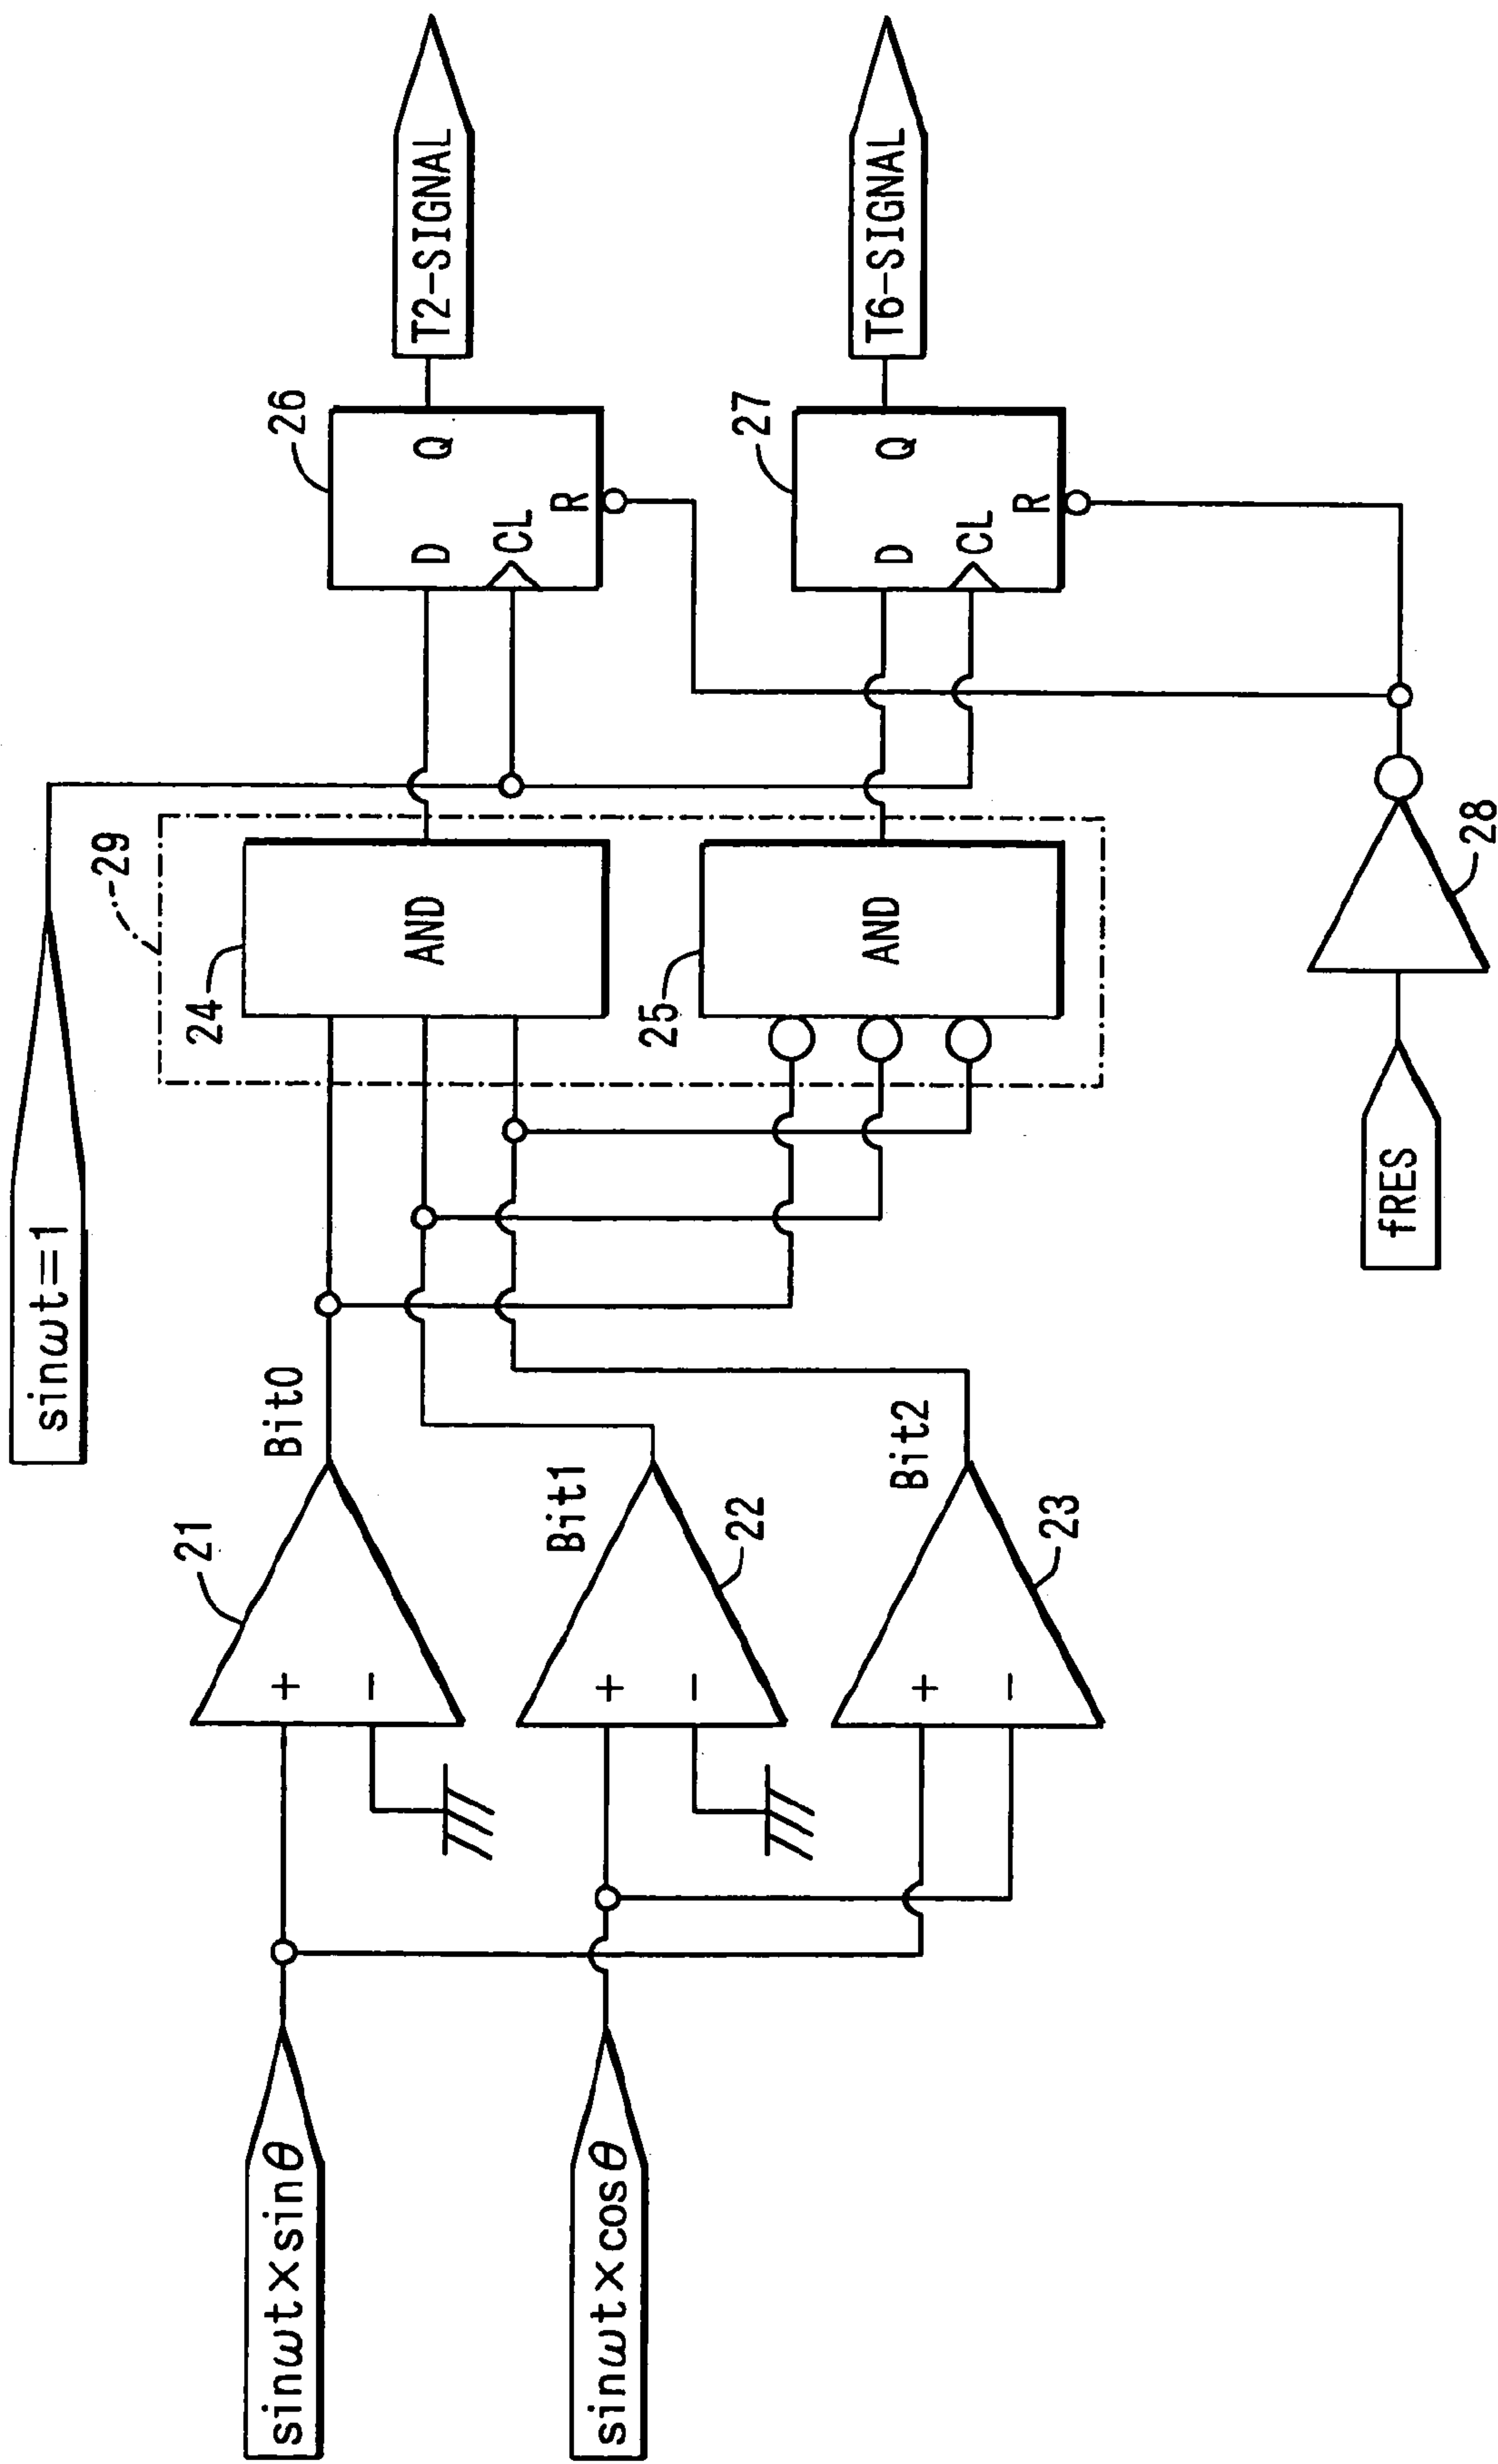 sinωt=1
sinωt×sinθ
sinωt×cosθ
21
+
−
Bit0
22
+
−
Bit1
23
+
−
Bit2
29
24
AND
25
AND
26
D
Q
CL
R
T2-SIGNAL
27
D
Q
CL
R
T6-SIGNAL
fRES
28